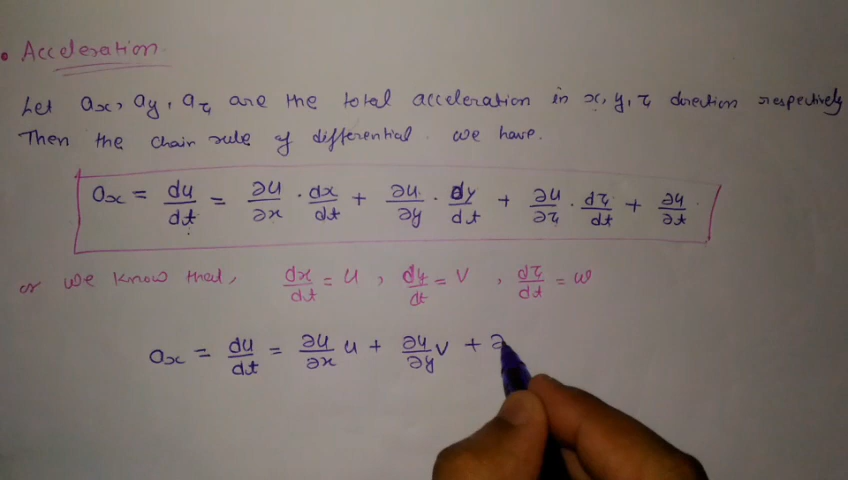 • Acceleration.
Let ax, ay, az are the total acceleration in x, y, z direction respectively
Then the chain rule of differential. we have.
ax = du/dt = ∂u/∂x · dx/dt + ∂u/∂y · dy/dt + ∂u/∂z · dz/dt + ∂u/∂t
or we know that, dx/dt = u, dy/dt = v, dz/dt = w
ax = du/dt = ∂u/∂x u + ∂u/∂y v + ∂